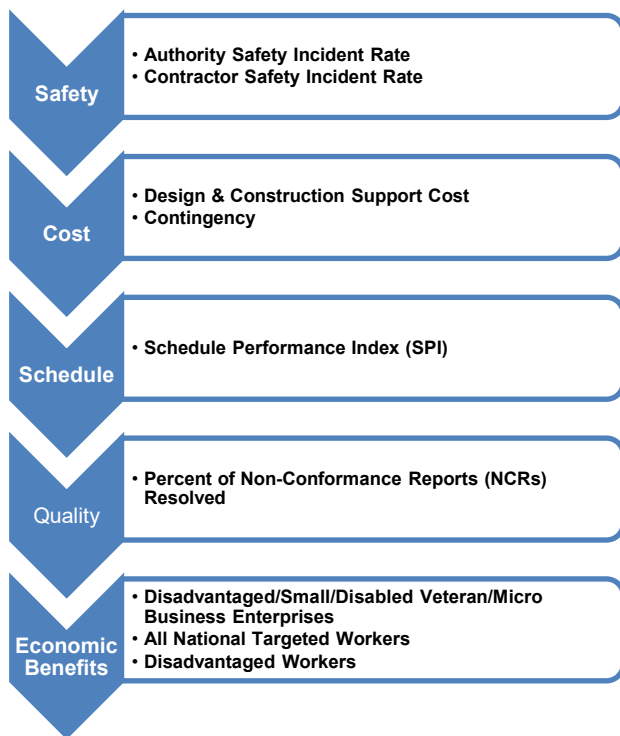 Safety
• Authority Safety Incident Rate
• Contractor Safety Incident Rate
Cost
• Design & Construction Support Cost
• Contingency
Schedule
• Schedule Performance Index (SPI)
Quality
• Percent of Non-Conformance Reports (NCRs)
Resolved
Economic
Benefits
• Disadvantaged/Small/Disabled Veteran/Micro
Business Enterprises
• All National Targeted Workers
• Disadvantaged Workers